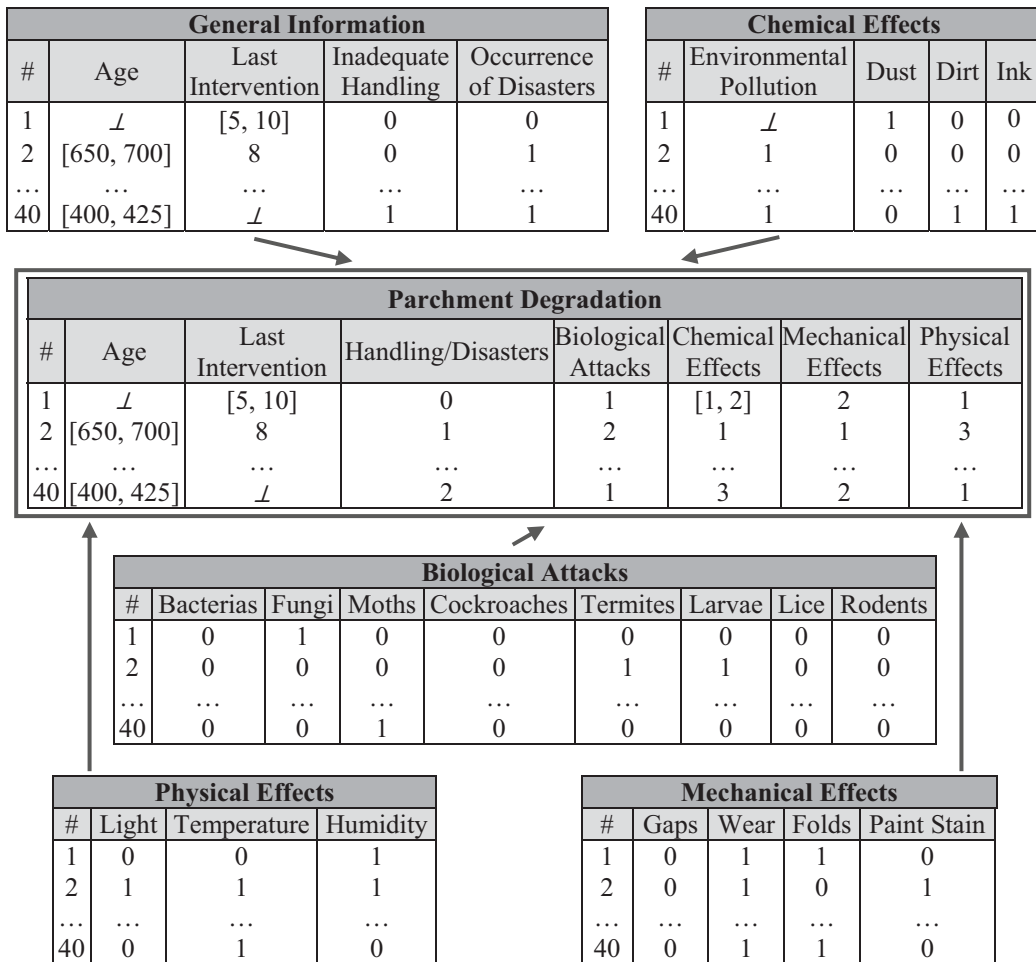 General Information
# Age Last Intervention Inadequate Handling Occurrence of Disasters
1 ⊥ [5, 10] 0 0
2 [650, 700] 8 0 1
… … … … …
40 [400, 425] ⊥ 1 1
Chemical Effects
# Environmental Pollution Dust Dirt Ink
1 ⊥ 1 0 0
2 1 0 0 0
… … … … …
40 1 0 1 1
Parchment Degradation
# Age Last Intervention Handling/Disasters Biological Attacks Chemical Effects Mechanical Effects Physical Effects
1 ⊥ [5, 10] 0 1 [1, 2] 2 1
2 [650, 700] 8 1 2 1 1 3
… … … … … … … …
40 [400, 425] ⊥ 2 1 3 2 1
Biological Attacks
# Bacterias Fungi Moths Cockroaches Termites Larvae Lice Rodents
1 0 1 0 0 0 0 0 0
2 0 0 0 0 1 1 0 0
… … … … … … … … …
40 0 0 1 0 0 0 0 0
Physical Effects
# Light Temperature Humidity
1 0 0 1
2 1 1 1
… … … …
40 0 1 0
Mechanical Effects
# Gaps Wear Folds Paint Stain
1 0 1 1 0
2 0 1 0 1
… … … … …
40 0 1 1 0